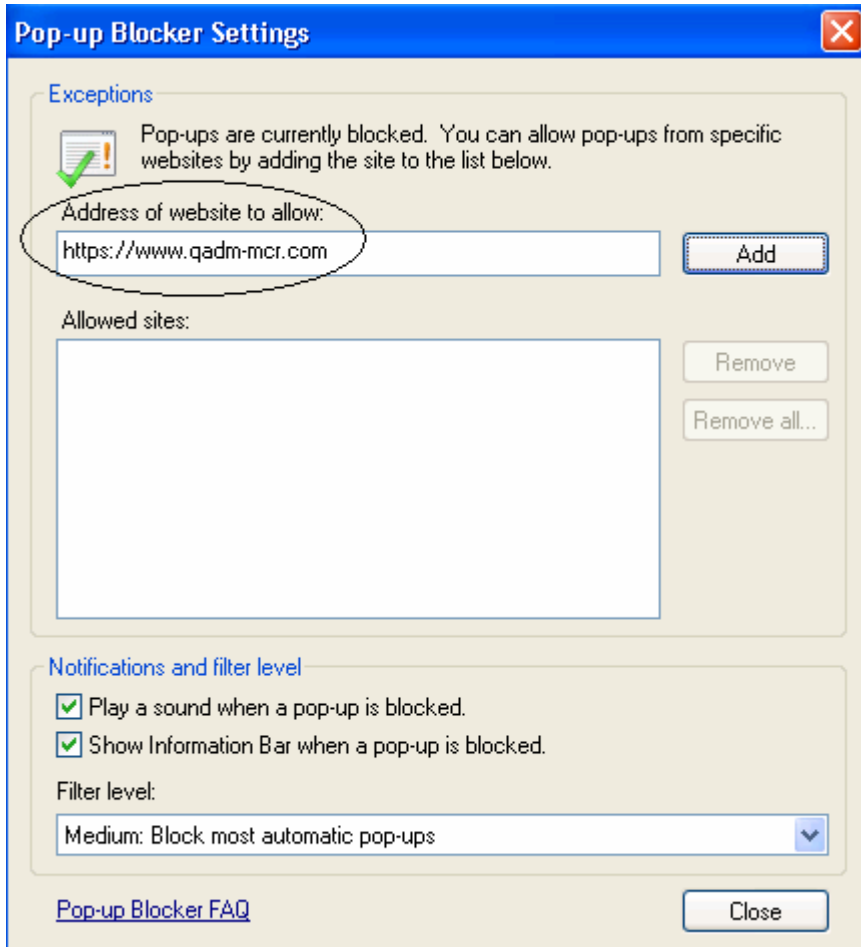 Pop-up Blocker Settings
Exceptions
Pop-ups are currently blocked. You can allow pop-ups from specific
websites by adding the site to the list below.
Address of website to allow:
https://www.qadm-mcr.com
Add
Allowed sites:
Remove
Remove all...
Notifications and filter level
Play a sound when a pop-up is blocked.
Show Information Bar when a pop-up is blocked.
Filter level:
Medium: Block most automatic pop-ups
Pop-up Blocker FAQ
Close